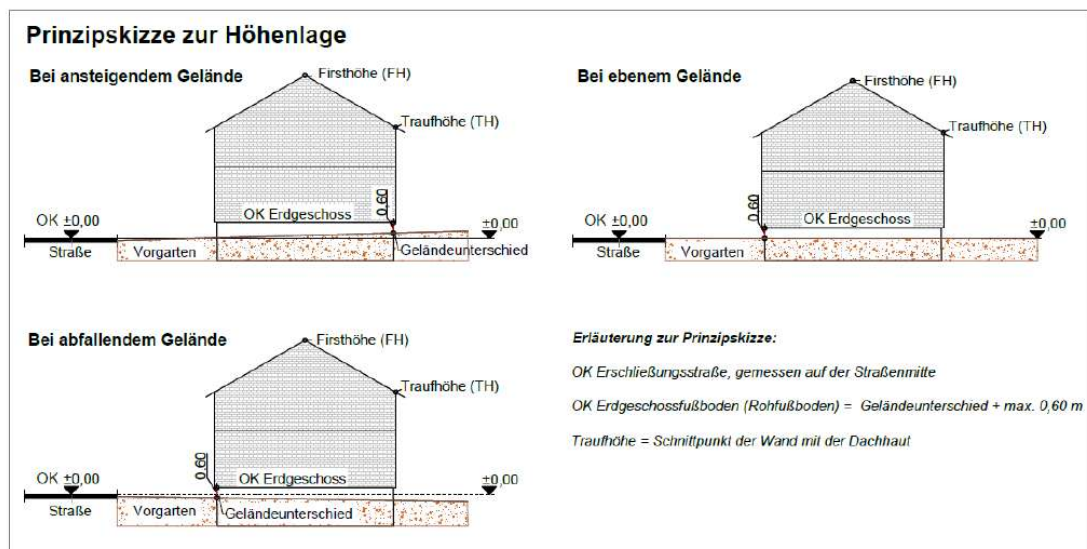 Prinzipskizze zur Höhenlage
Bei ansteigendem Gelände
Firsthöhe (FH)
Traufhöhe (TH)
0,60
OK Erdgeschoss
OK ±0,00
±0,00
Straße
Vorgarten
Geländeunterschied
Bei ebenem Gelände
Firsthöhe (FH)
Traufhöhe (TH)
0,60
OK Erdgeschoss
OK ±0,00
±0,00
Straße
Vorgarten
Bei abfallendem Gelände
Firsthöhe (FH)
Traufhöhe (TH)
0,60
OK Erdgeschoss
OK ±0,00
±0,00
Straße
Vorgarten
Geländeunterschied
Erläuterung zur Prinzipskizze:
OK Erschließungsstraße, gemessen auf der Straßenmitte
OK Erdgeschossfußboden (Rohfußboden) = Geländeunterschied + max. 0,60 m
Traufhöhe = Schnittpunkt der Wand mit der Dachhaut